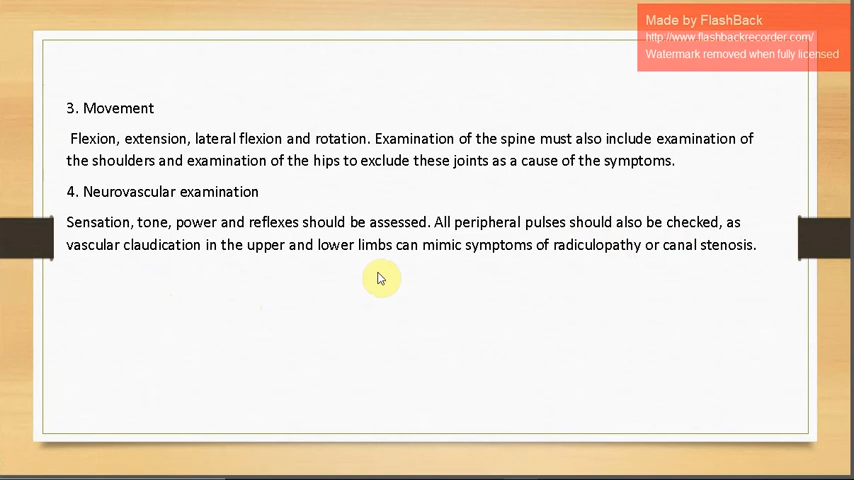 Made by FlashBack
http://www.flashbackrecorder.com/
Watermark removed when fully licensed
3. Movement
Flexion, extension, lateral flexion and rotation. Examination of the spine must also include examination of
the shoulders and examination of the hips to exclude these joints as a cause of the symptoms.
4. Neurovascular examination
Sensation, tone, power and reflexes should be assessed. All peripheral pulses should also be checked, as
vascular claudication in the upper and lower limbs can mimic symptoms of radiculopathy or canal stenosis.